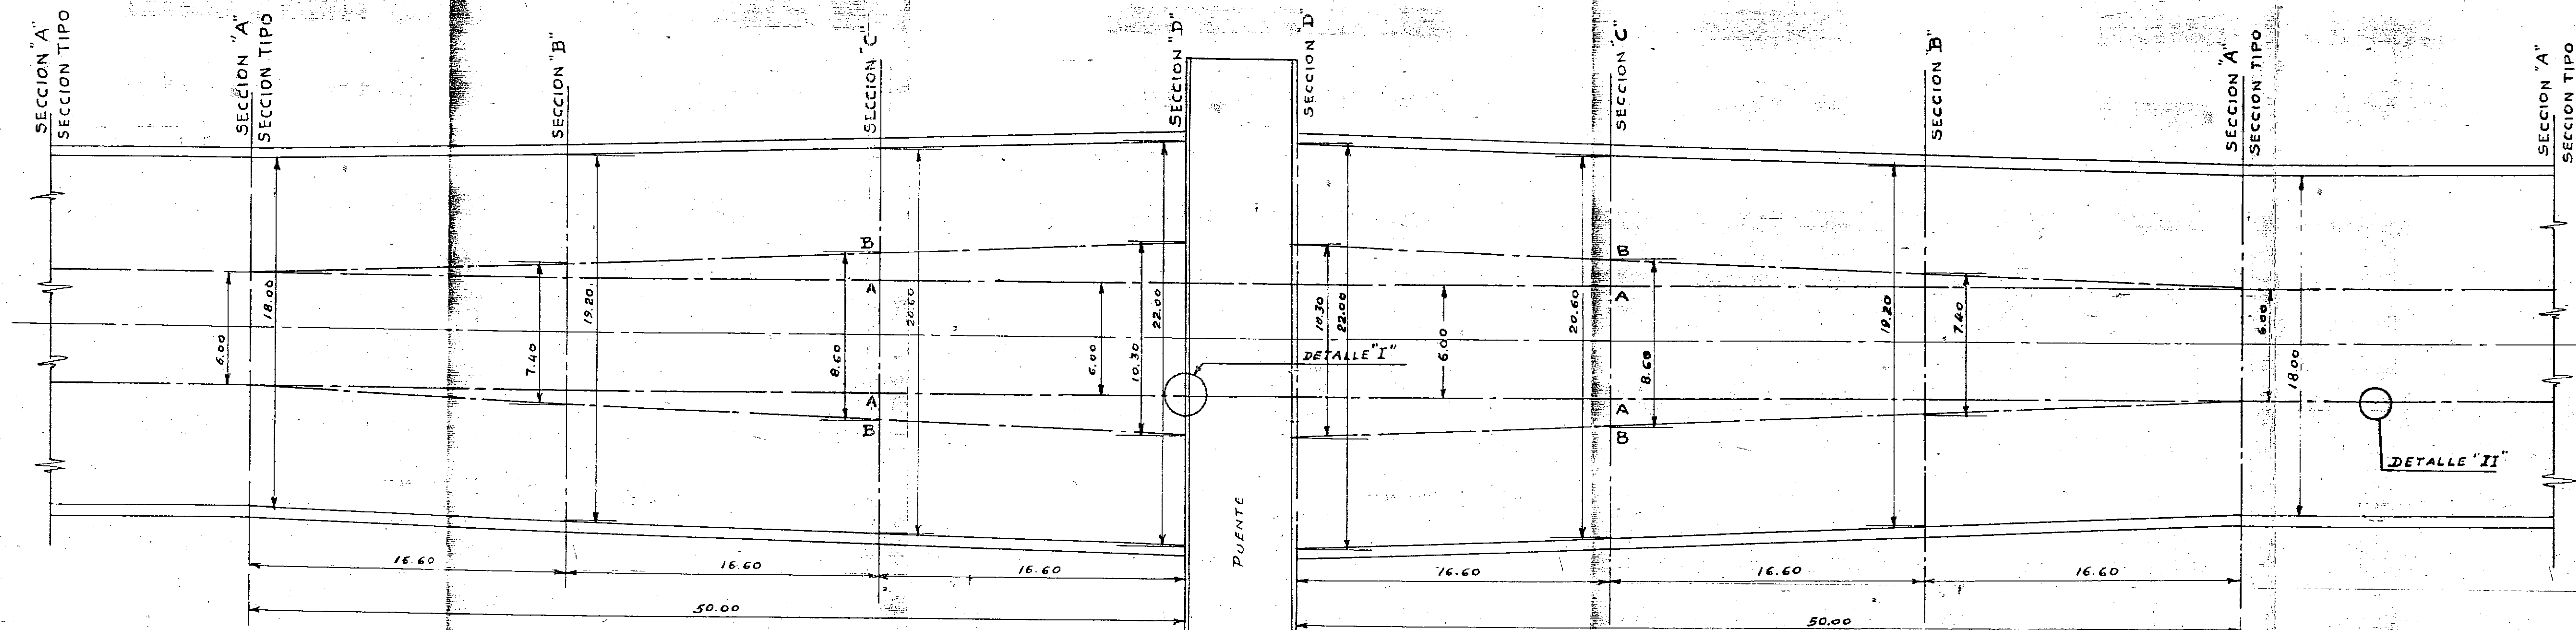 SECCION "A"
SECCION TIPO
SECCION "A"
SECCION TIPO
SECCION "B"
SECCION "C"
SECCION "D"
SECCION "D"
SECCION "C"
SECCION "B"
SECCION "A"
SECCION TIPO
SECCION "A"
SECCION TIPO
6.00
18.00
7.40
19.20
8.60
B
A
A
B
20.60
6.00
10.30
22.00
DETALLE "I"
PUENTE
10.30
22.00
6.00
20.60
B
A
A
B
8.60
19.20
7.40
6.00
18.00
DETALLE "II"
16.60
16.60
16.60
50.00
16.60
16.60
16.60
50.00